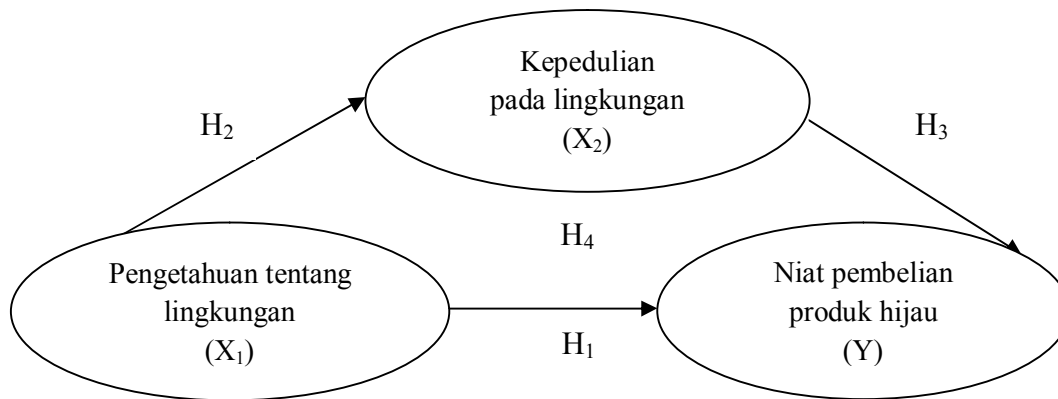 Kepedulian
pada lingkungan
(X₂)
H₂
H₃
H₄
Pengetahuan tentang
lingkungan
(X₁)
Niat pembelian
produk hijau
(Y)
H₁